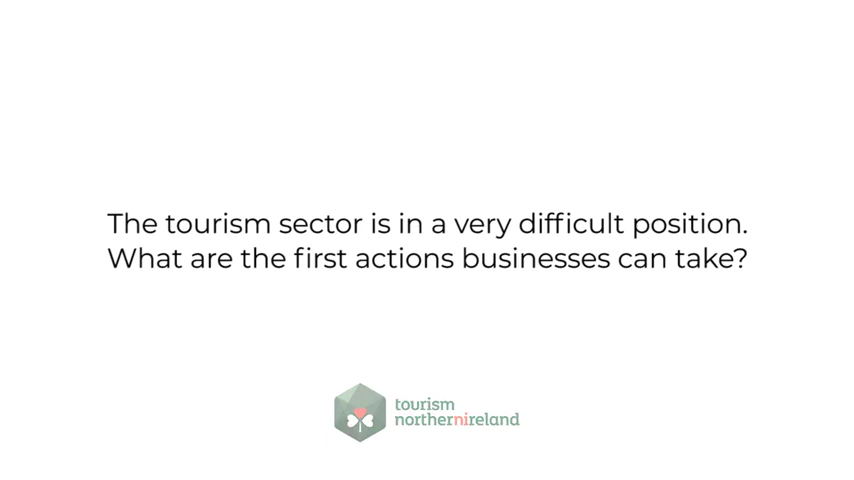 The tourism sector is in a very difficult position.
What are the first actions businesses can take?
tourism
northernireland